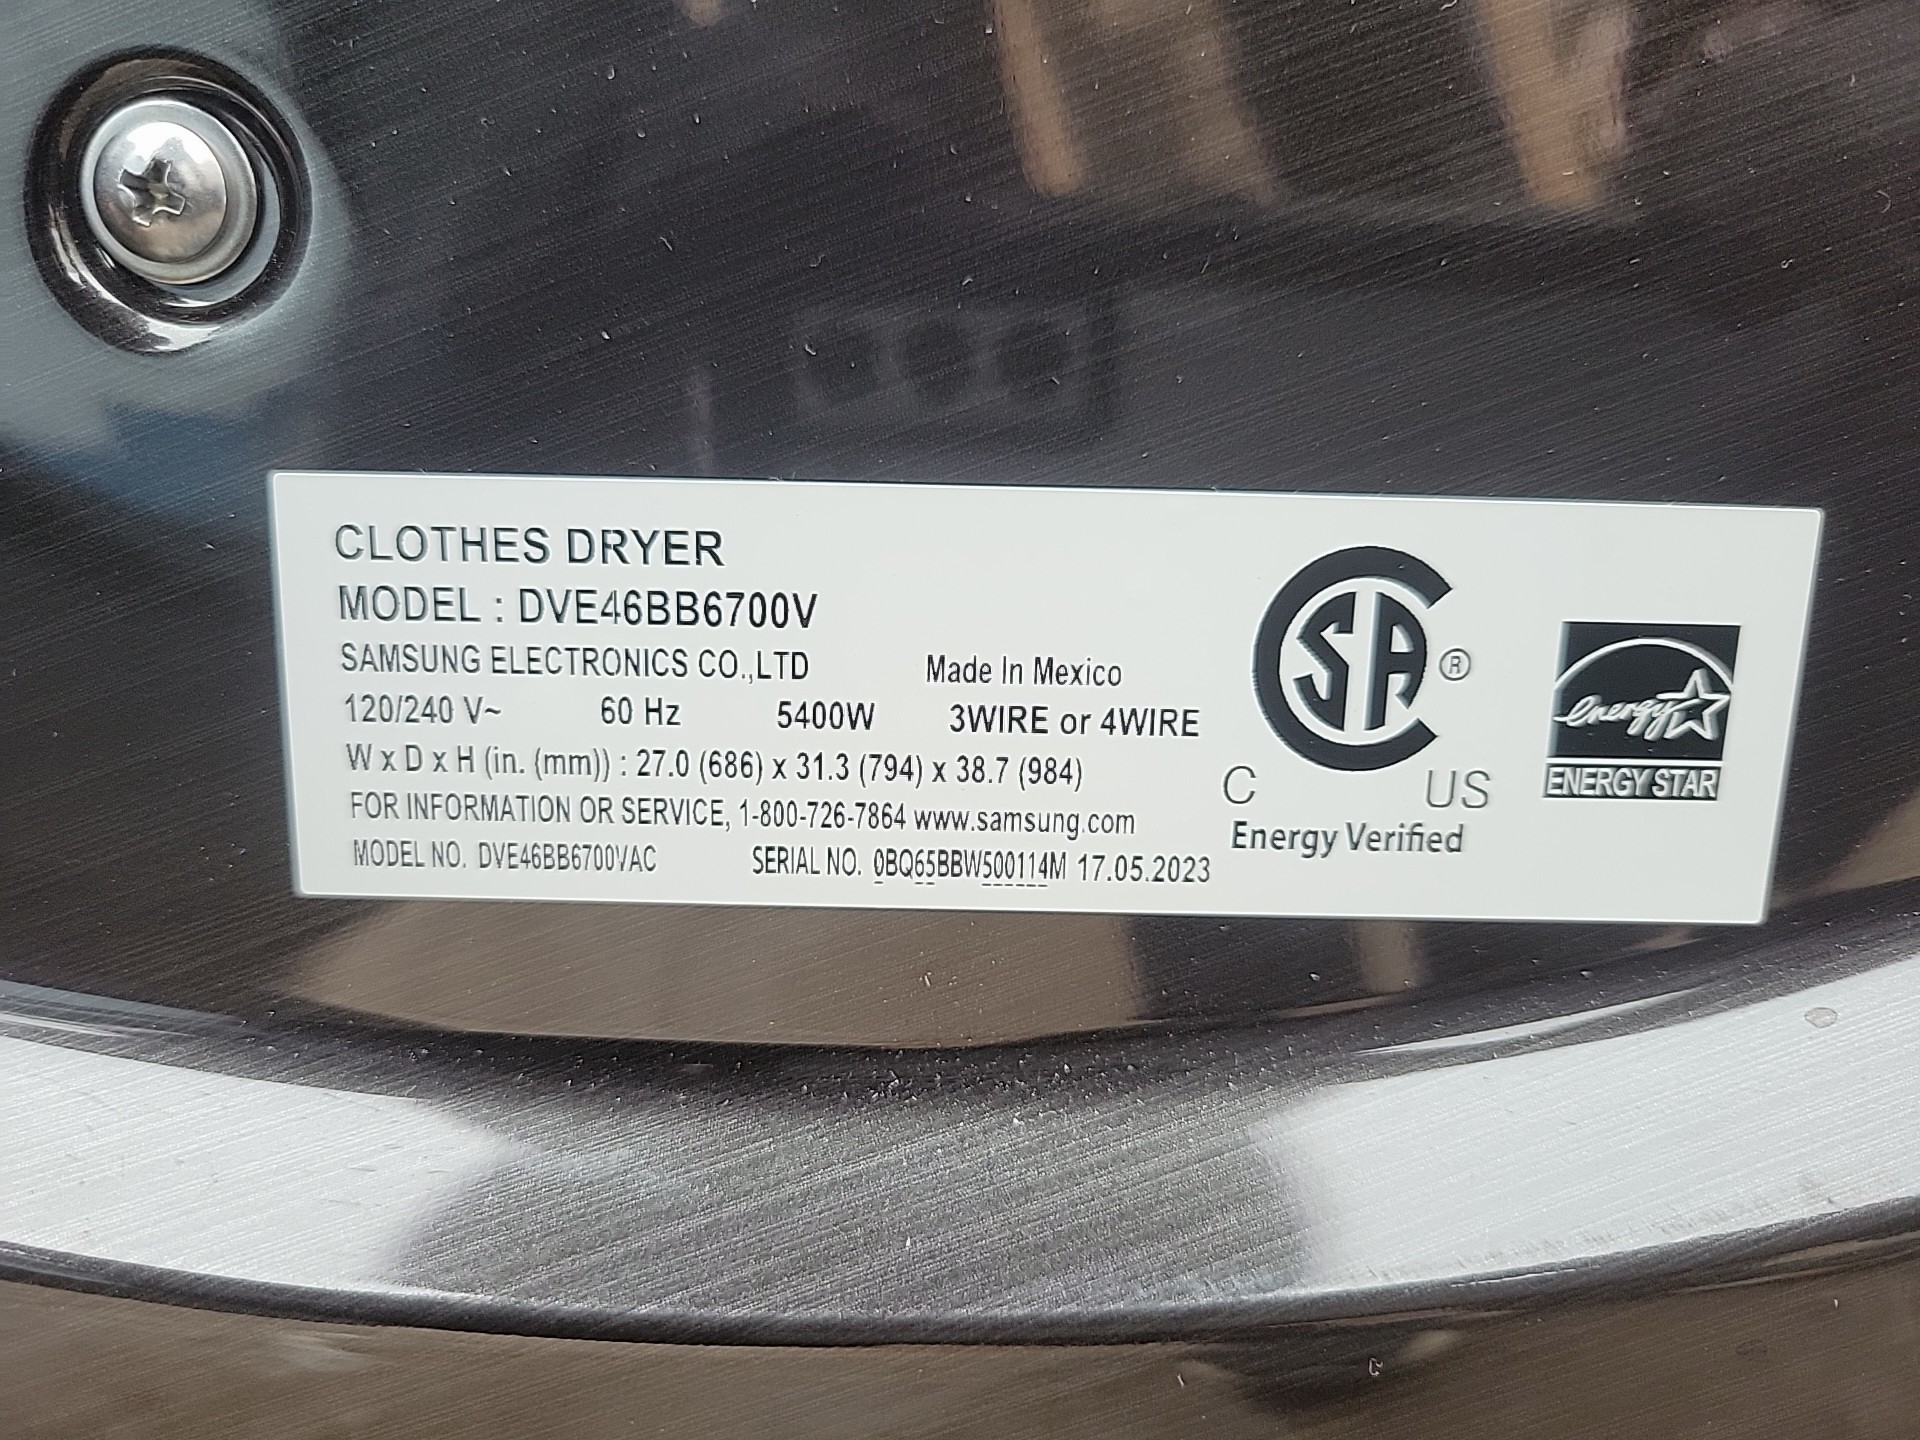 CLOTHES DRYER
MODEL : DVE46BB6700V
SAMSUNG ELECTRONICS CO.,LTD Made In Mexico
120/240 V~ 60 Hz 5400W 3WIRE or 4WIRE
W x D x H (in. (mm)) : 27.0 (686) x 31.3 (794) x 38.7 (984)
FOR INFORMATION OR SERVICE, 1-800-726-7864 www.samsung.com
MODEL NO. DVE46BB6700VAC SERIAL NO. 0BQ65BBW500114M 17.05.2023
CSA ®
C US
Energy Verified
energy
ENERGY STAR